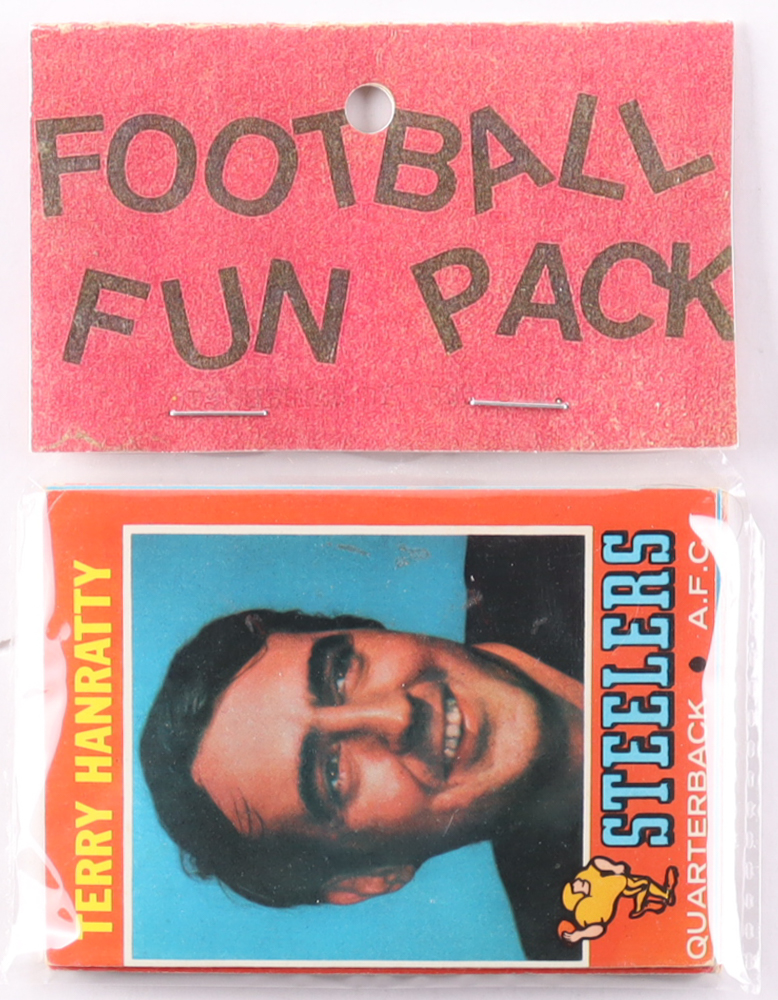 FOOTBALL
FUN PACK
TERRY HANRATTY
STEELERS
QUARTERBACK • A.F.C.